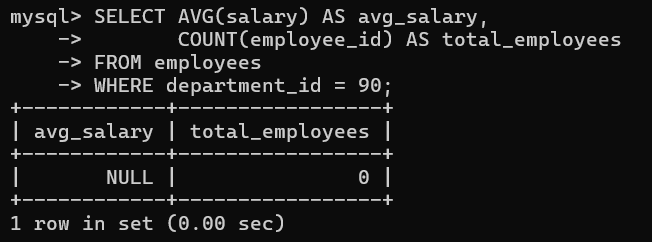 mysql> SELECT AVG(salary) AS avg_salary,
    ->        COUNT(employee_id) AS total_employees
    -> FROM employees
    -> WHERE department_id = 90;
+------------+-----------------+
| avg_salary | total_employees |
+------------+-----------------+
|       NULL |               0 |
+------------+-----------------+
1 row in set (0.00 sec)